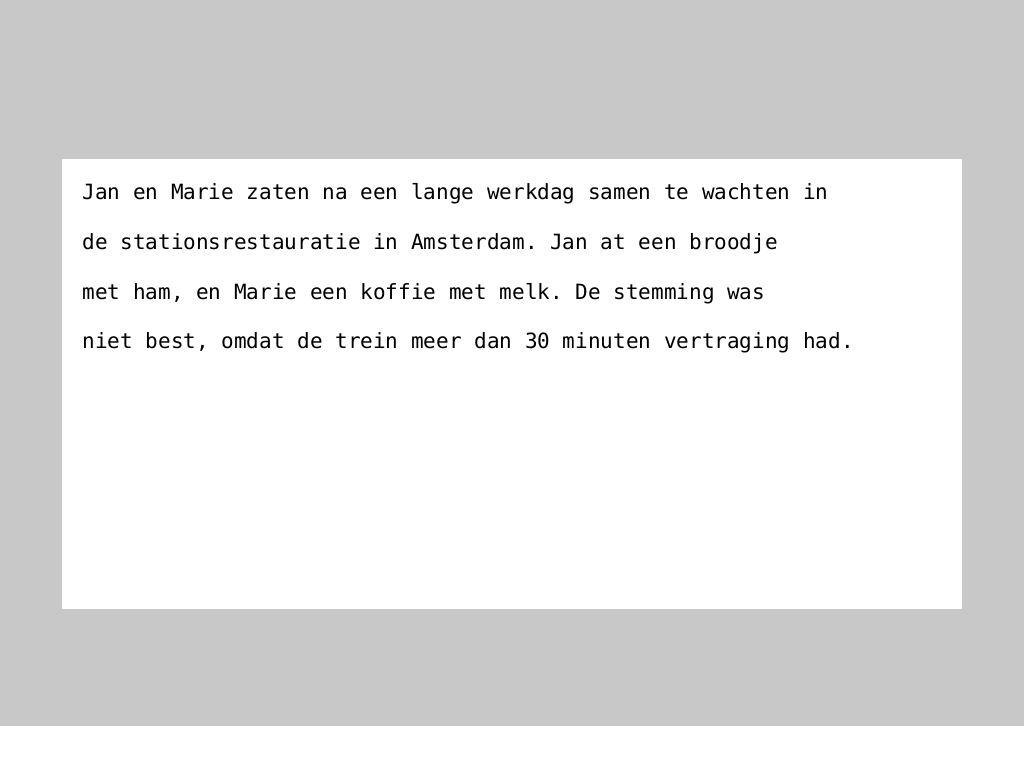 Jan en Marie zaten na een lange werkdag samen te wachten in
de stationsrestauratie in Amsterdam. Jan at een broodje
met ham, en Marie een koffie met melk. De stemming was
niet best, omdat de trein meer dan 30 minuten vertraging had.